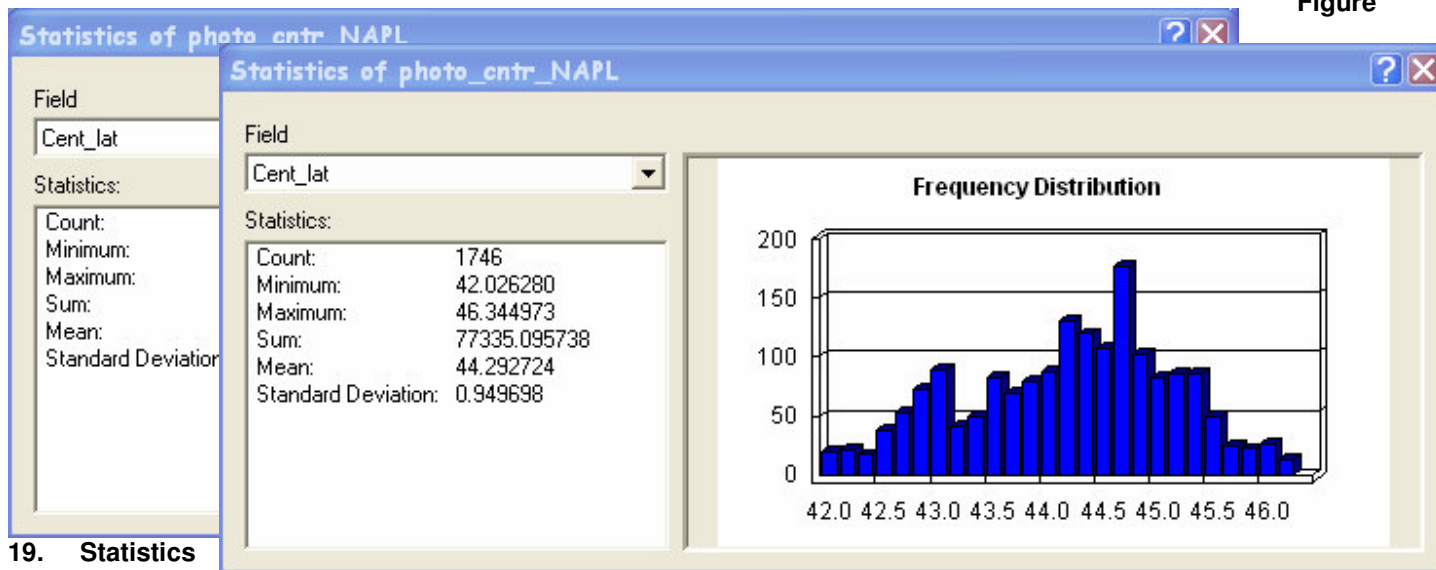 Figure
Statistics of photo_cntr_NAPL
Field
Cent_lat
Statistics:
Count:
Minimum:
Maximum:
Sum:
Mean:
Standard Deviation
Statistics of photo_cntr_NAPL
Field
Cent_lat
Statistics:
Count: 1746
Minimum: 42.026280
Maximum: 46.344973
Sum: 77335.095738
Mean: 44.292724
Standard Deviation: 0.949698
Frequency Distribution
200
150
100
50
0
42.0 42.5 43.0 43.5 44.0 44.5 45.0 45.5 46.0
19. Statistics